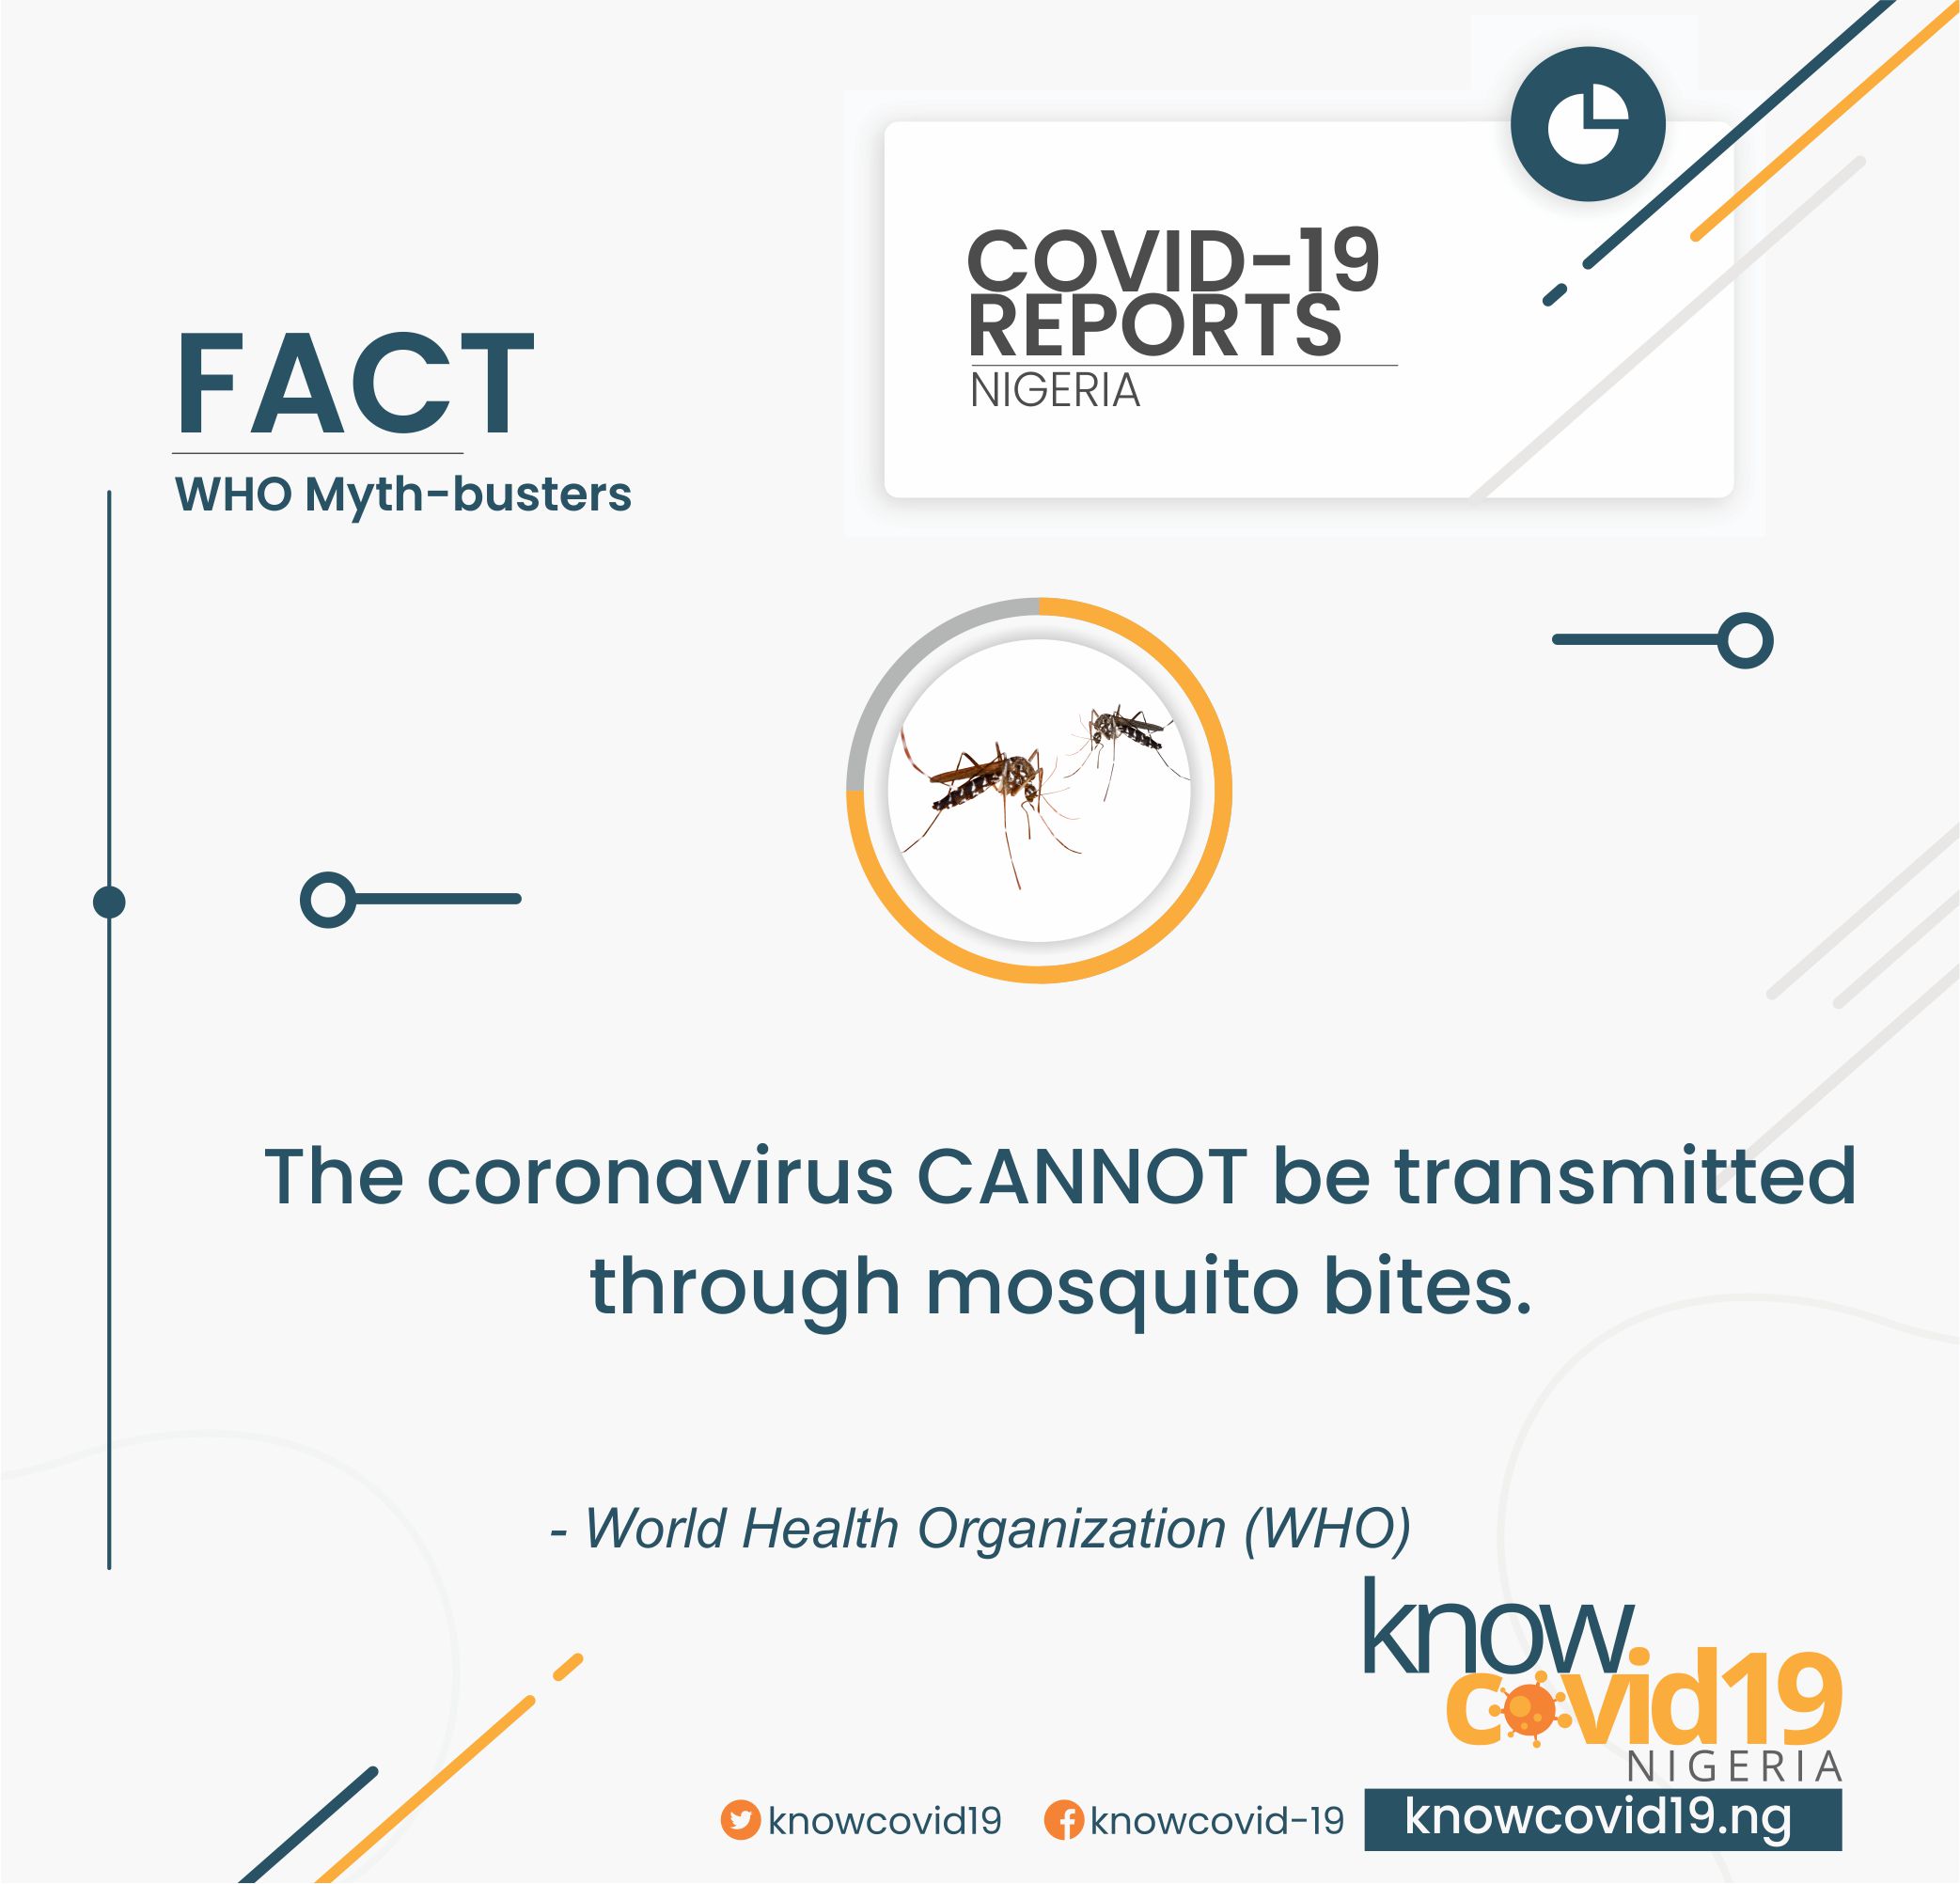 COVID-19
REPORTS
NIGERIA
FACT
WHO Myth-busters
The coronavirus CANNOT be transmitted
through mosquito bites.
- World Health Organization (WHO)
know
covid19
NIGERIA
knowcovid19 knowcovid-19 knowcovid19.ng